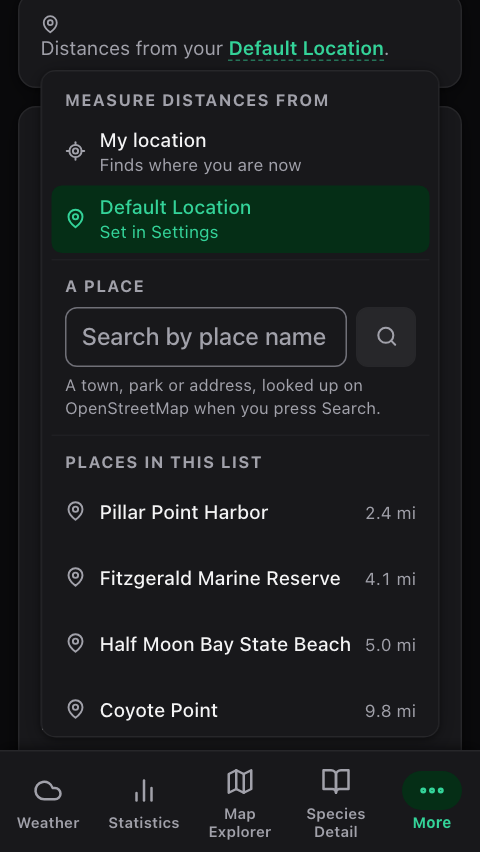 Distances from your Default Location.
MEASURE DISTANCES FROM
My location
Finds where you are now
Default Location
Set in Settings
A PLACE
Search by place name
A town, park or address, looked up on
OpenStreetMap when you press Search.
PLACES IN THIS LIST
Pillar Point Harbor 2.4 mi
Fitzgerald Marine Reserve 4.1 mi
Half Moon Bay State Beach 5.0 mi
Coyote Point 9.8 mi
Weather
Statistics
Map
Explorer
Species
Detail
More